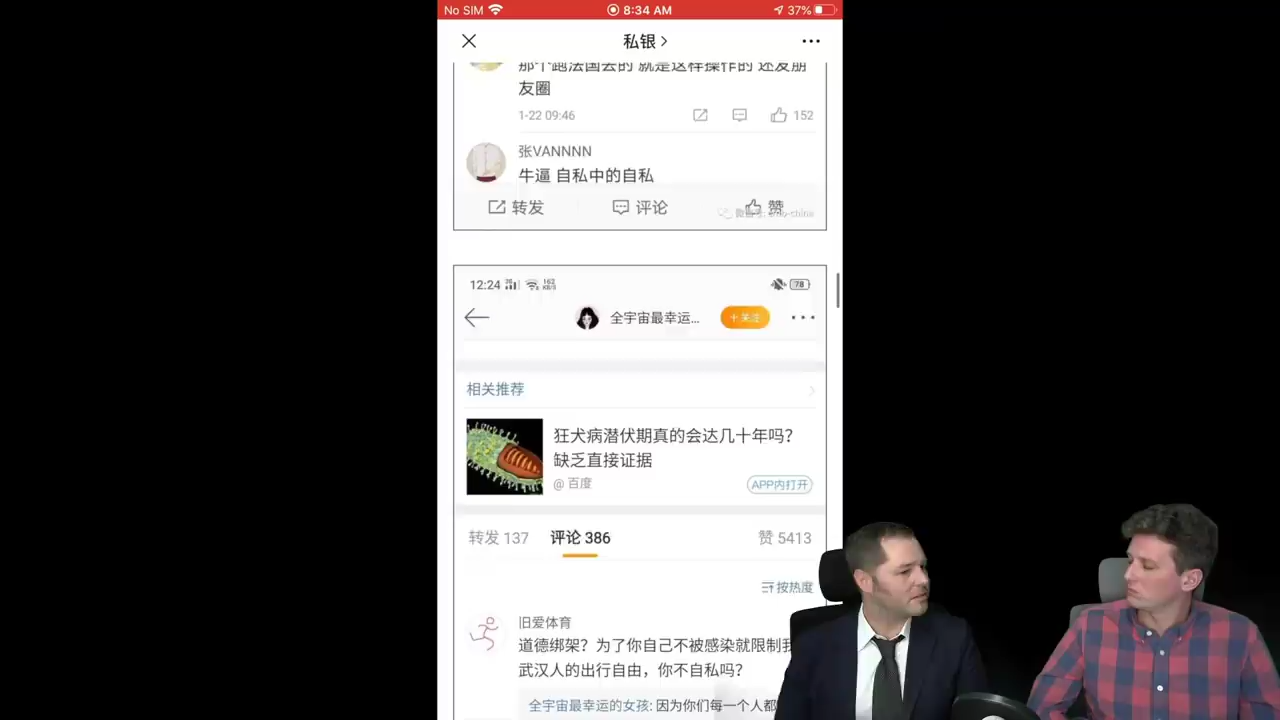 No SIM 8:34 AM 37%
私银
那个跑法国去的 就是这样操作的 还发朋
友圈
1-22 09:46 152
张VANNNN
牛逼 自私中的自私
转发 评论 赞
12:24 78
全宇宙最幸运... +关注
相关推荐
狂犬病潜伏期真的会达几十年吗？
缺乏直接证据
@ 百度 APP内打开
转发 137 评论 386 赞 5413
按热度
旧爱体育
道德绑架？为了你自己不被感染就限制我
武汉人的出行自由，你不自私吗？
全宇宙最幸运的女孩: 因为你们每一个人都